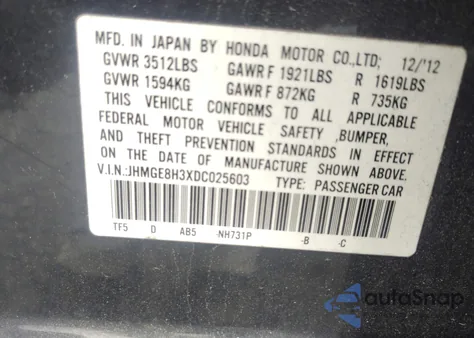 MFD. IN JAPAN BY HONDA MOTOR CO.,LTD; 12/'12
GVWR 3512LBS GAWR F 1921LBS R 1619LBS
GVWR 1594KG GAWR F 872KG R 735KG
THIS VEHICLE CONFORMS TO ALL APPLICABLE
FEDERAL MOTOR VEHICLE SAFETY ,BUMPER,
AND THEFT PREVENTION STANDARDS IN EFFECT
ON THE DATE OF MANUFACTURE SHOWN ABOVE.
V.I.N.:JHMGE8H3XDC025603 TYPE: PASSENGER CAR
TF5 D AB5 -NH731P -B -C
autoSnap